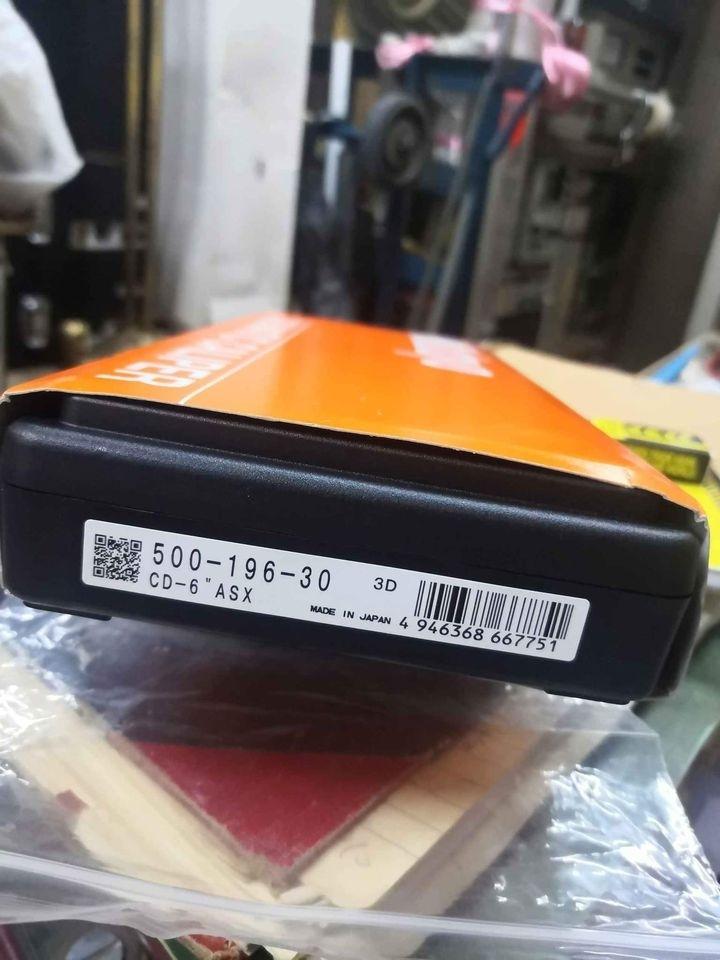 500-196-30
CD-6"ASX
3D
MADE IN JAPAN
4 946368 667751